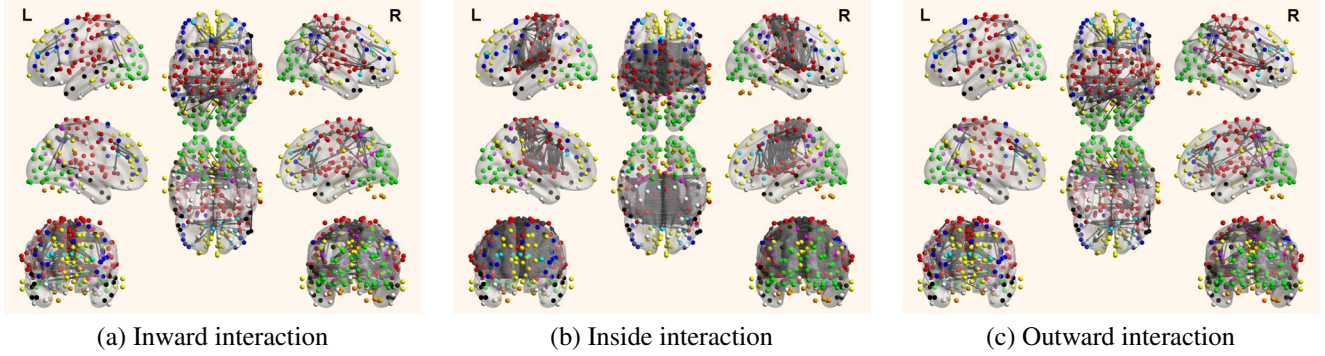 L R
L R
L R
(a) Inward interaction
(b) Inside interaction
(c) Outward interaction